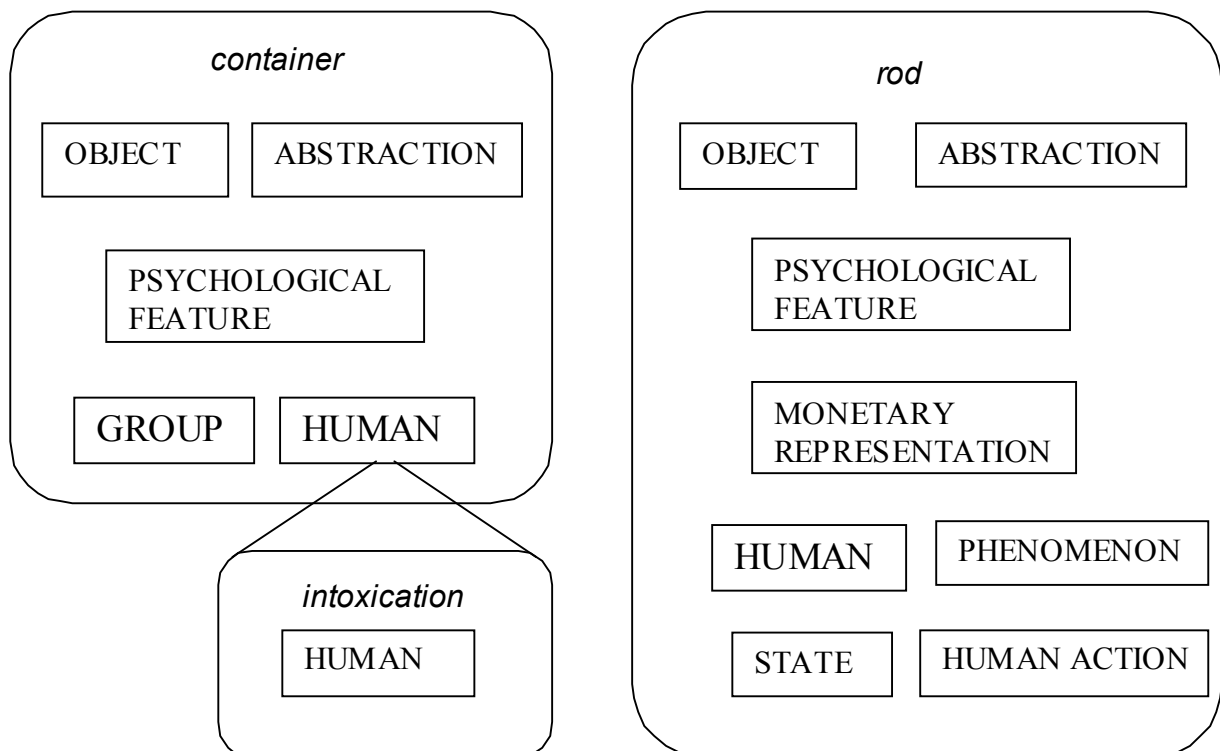 container
OBJECT
ABSTRACTION
PSYCHOLOGICAL
FEATURE
GROUP
HUMAN
intoxication
HUMAN
rod
OBJECT
ABSTRACTION
PSYCHOLOGICAL
FEATURE
MONETARY
REPRESENTATION
HUMAN
PHENOMENON
STATE
HUMAN ACTION